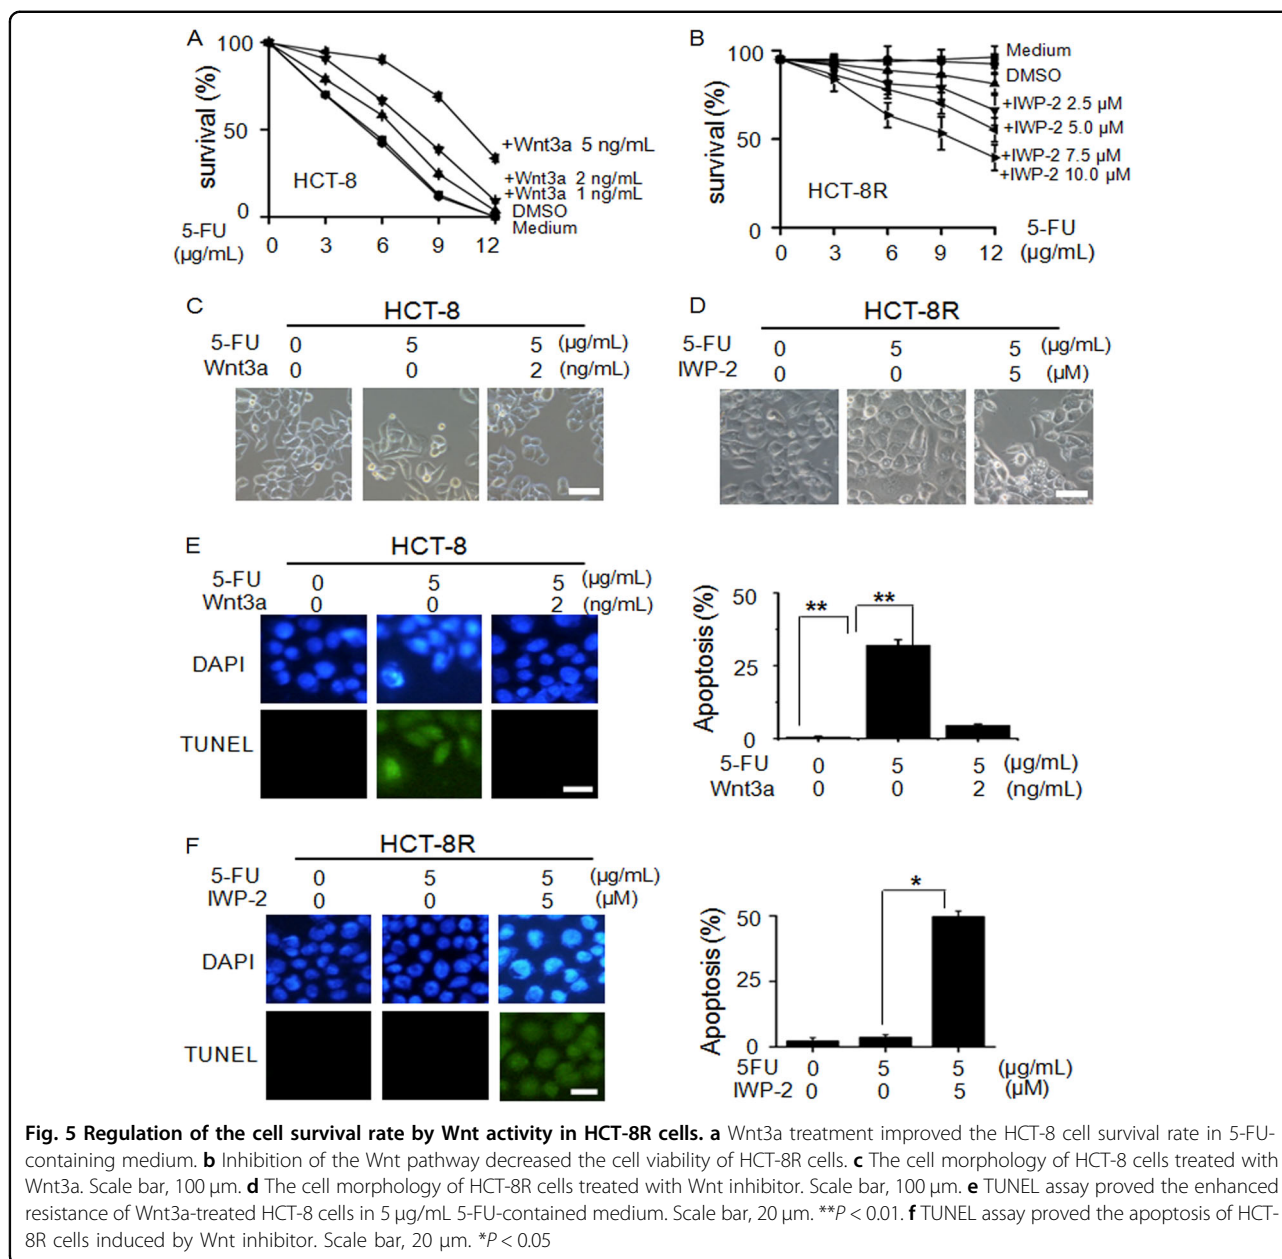 A
100
50
0
survival (%)
HCT-8
+Wnt3a 5 ng/mL
+Wnt3a 2 ng/mL
+Wnt3a 1 ng/mL
DMSO
Medium
5-FU
(µg/mL)
0 3 6 9 12
B
100
50
0
survival (%)
HCT-8R
Medium
DMSO
+IWP-2 2.5 µM
+IWP-2 5.0 µM
+IWP-2 7.5 µM
+IWP-2 10.0 µM
5-FU
0 3 6 9 12 (µg/mL)
C
HCT-8
5-FU 0 5 5 (µg/mL)
Wnt3a 0 0 2 (ng/mL)
D
HCT-8R
5-FU 0 5 5 (µg/mL)
IWP-2 0 0 5 (µM)
E
HCT-8
5-FU 0 5 5 (µg/mL)
Wnt3a 0 0 2 (ng/mL)
DAPI
TUNEL
Apoptosis (%)
50
25
0
** **
5-FU 0 5 5 (µg/mL)
Wnt3a 0 0 2 (ng/mL)
F
HCT-8R
5-FU 0 5 5 (µg/mL)
IWP-2 0 0 5 (µM)
DAPI
TUNEL
Apoptosis (%)
50
25
0
*
5FU 0 5 5 (µg/mL)
IWP-2 0 0 5 (µM)
Fig. 5 Regulation of the cell survival rate by Wnt activity in HCT-8R cells. a Wnt3a treatment improved the HCT-8 cell survival rate in 5-FU-
containing medium. b Inhibition of the Wnt pathway decreased the cell viability of HCT-8R cells. c The cell morphology of HCT-8 cells treated with
Wnt3a. Scale bar, 100 µm. d The cell morphology of HCT-8R cells treated with Wnt inhibitor. Scale bar, 100 µm. e TUNEL assay proved the enhanced
resistance of Wnt3a-treated HCT-8 cells in 5 µg/mL 5-FU-contained medium. Scale bar, 20 µm. **P < 0.01. f TUNEL assay proved the apoptosis of HCT-
8R cells induced by Wnt inhibitor. Scale bar, 20 µm. *P < 0.05